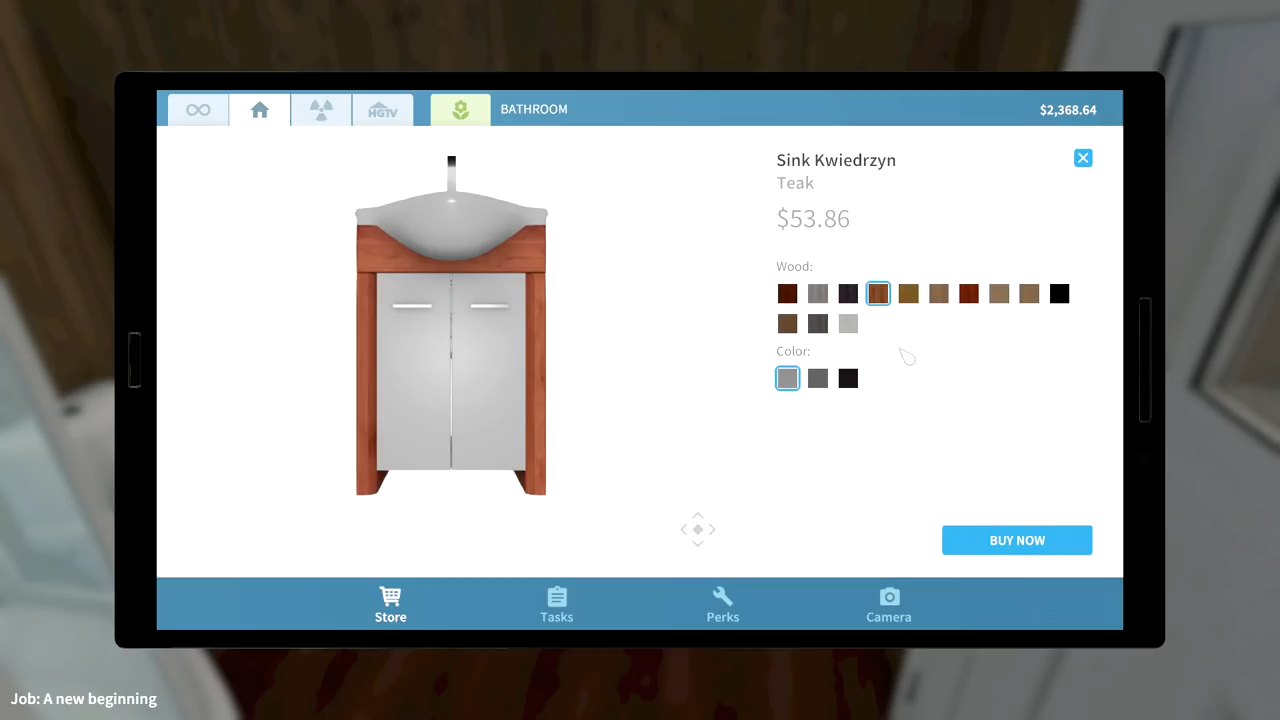 HGTV
BATHROOM
$2,368.64
Sink Kwiedrzyn
Teak
$53.86
Wood:
Color:
BUY NOW
Store
Tasks
Perks
Camera
Job: A new beginning